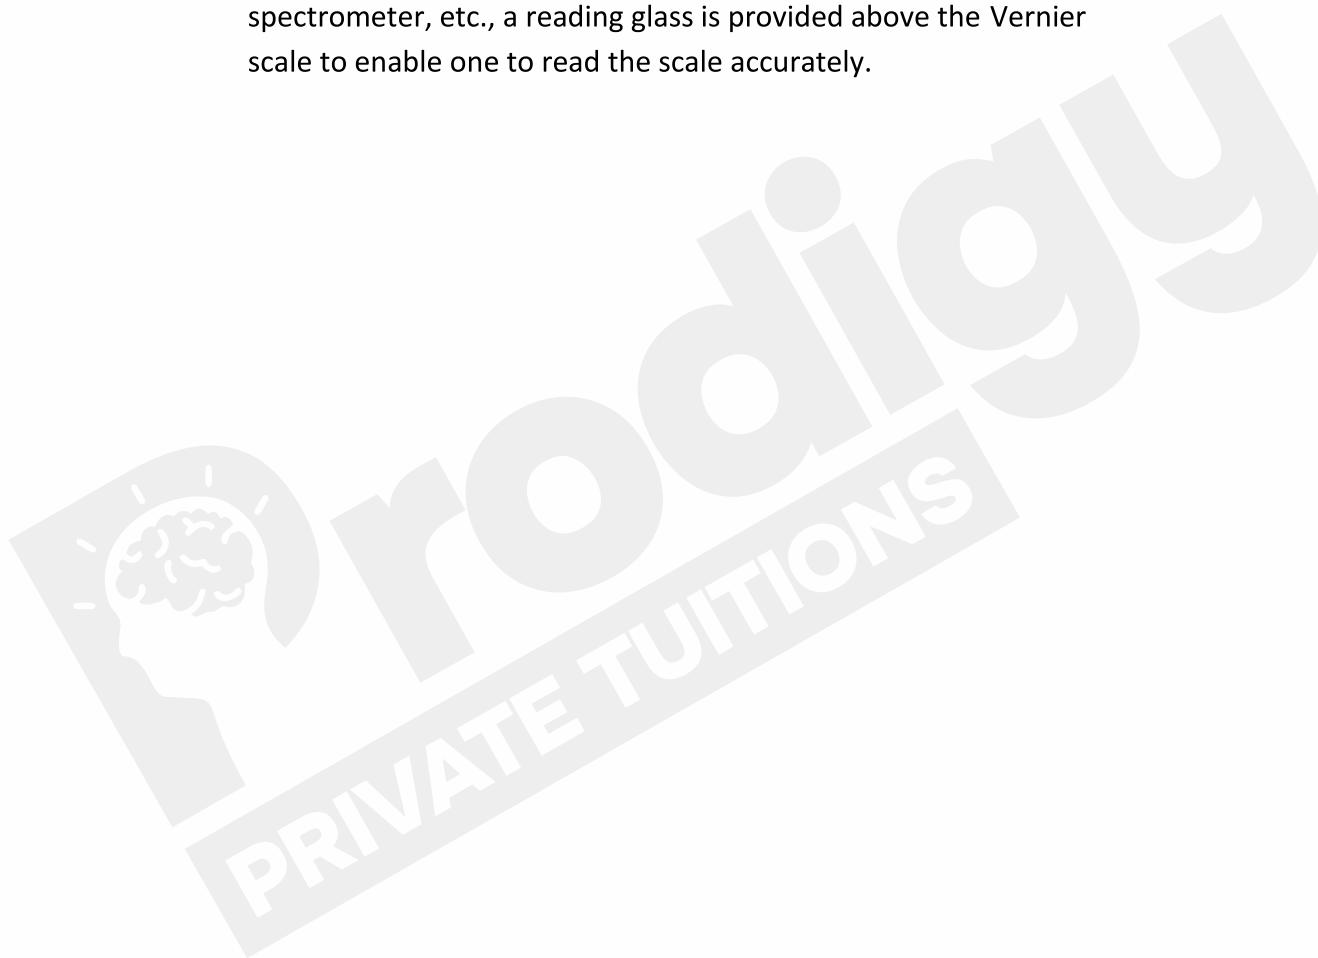 spectrometer, etc., a reading glass is provided above the Vernier
scale to enable one to read the scale accurately.
Prodigy
PRIVATE TUITIONS